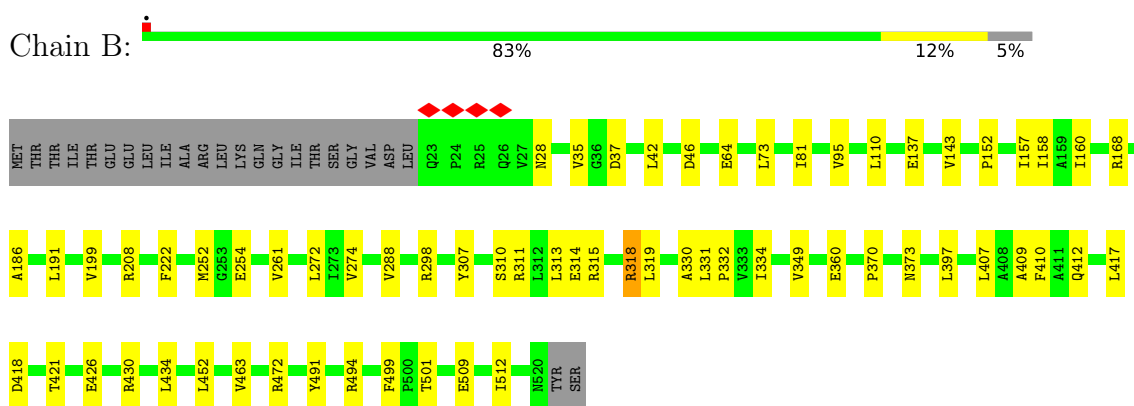 Chain B:
83% 12% 5%
MET THR THR ILE THR GLU GLU LEU ILE ALA ARG LEU LYS GLN GLY ILE THR SER GLY VAL ASP LEU Q23 P24 R25 Q26 V27 N28 V35 G36 D37 L42 D46 E64 L73 I81 V95 L110 E137 V143 P152 I157 I158 A159 I160 R168
A186 L191 V199 R208 F222 M252 G253 E254 V261 L272 I273 V274 V288 R298 Y307 S310 R311 L312 L313 E314 R315 R318 L319 A330 L331 P332 V333 I334 V349 E360 P370 N373 L397 L407 A408 A409 F410 A411 Q412 L417
D418 T421 E426 R430 L434 L452 V463 R472 Y491 R494 F499 P500 T501 E509 I512 N520 TYR SER